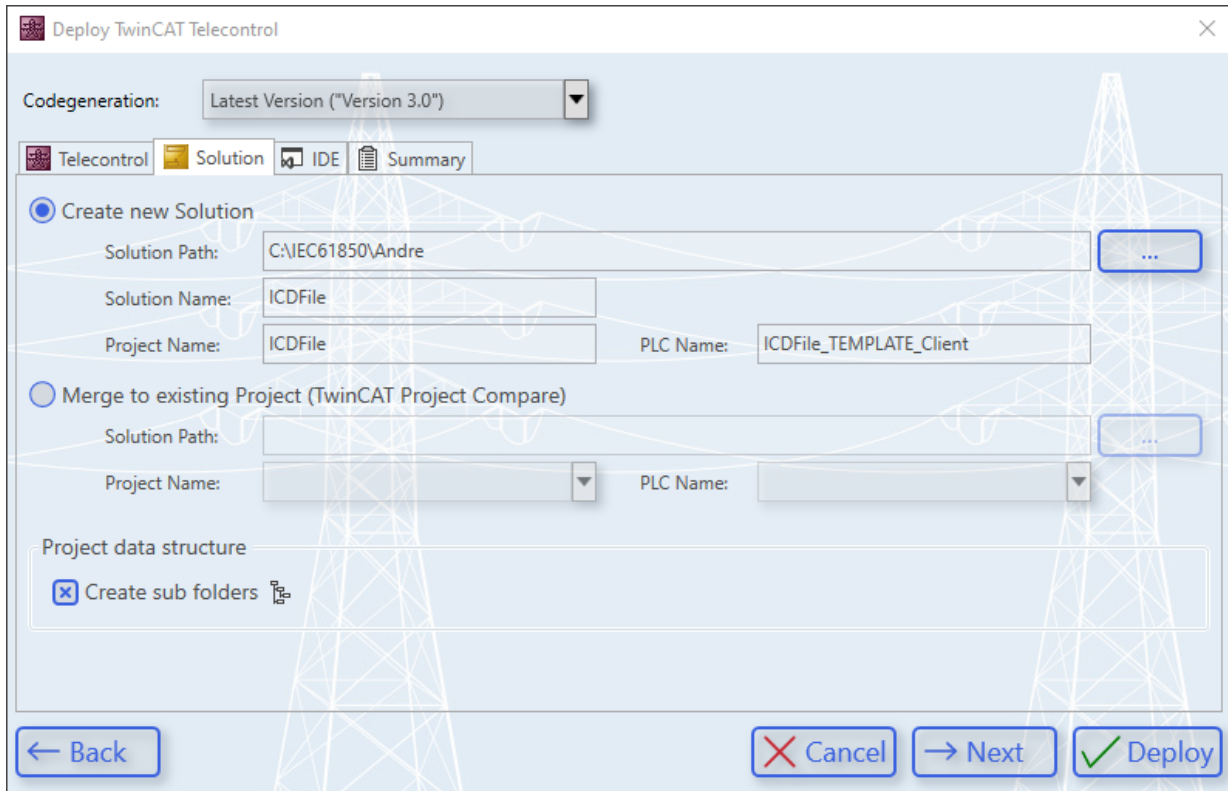 Deploy TwinCAT Telecontrol
Codegeneration: Latest Version ("Version 3.0")
Telecontrol Solution IDE Summary
Create new Solution
Solution Path: C:\IEC61850\Andre ...
Solution Name: ICDFile
Project Name: ICDFile PLC Name: ICDFile_TEMPLATE_Client
Merge to existing Project (TwinCAT Project Compare)
Solution Path: ...
Project Name: PLC Name:
Project data structure
Create sub folders
Back Cancel Next Deploy